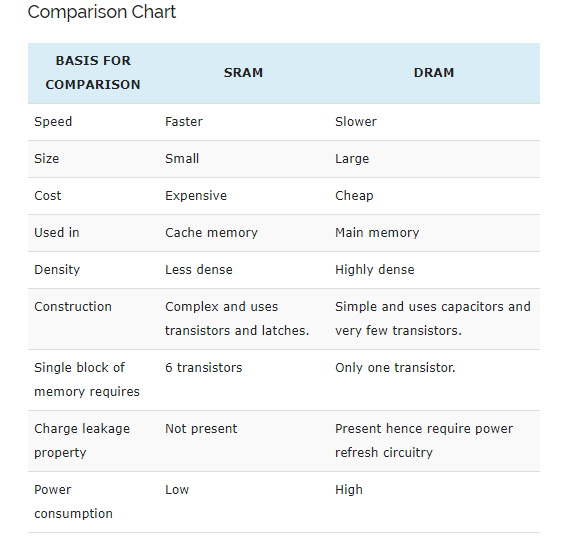 Comparison Chart
BASIS FOR
COMPARISON
SRAM
DRAM
Speed
Faster
Slower
Size
Small
Large
Cost
Expensive
Cheap
Used in
Cache memory
Main memory
Density
Less dense
Highly dense
Construction
Complex and uses
transistors and latches.
Simple and uses capacitors and
very few transistors.
Single block of
memory requires
6 transistors
Only one transistor.
Charge leakage
property
Not present
Present hence require power
refresh circuitry
Power
consumption
Low
High